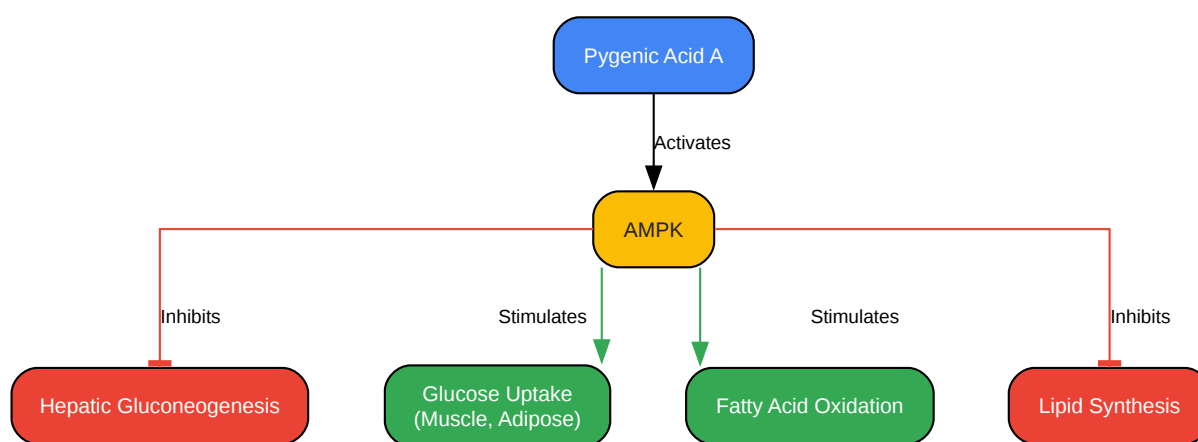 Pygenic Acid A
Activates
AMPK
Inhibits
Stimulates
Stimulates
Inhibits
Hepatic Gluconeogenesis
Glucose Uptake
(Muscle, Adipose)
Fatty Acid Oxidation
Lipid Synthesis